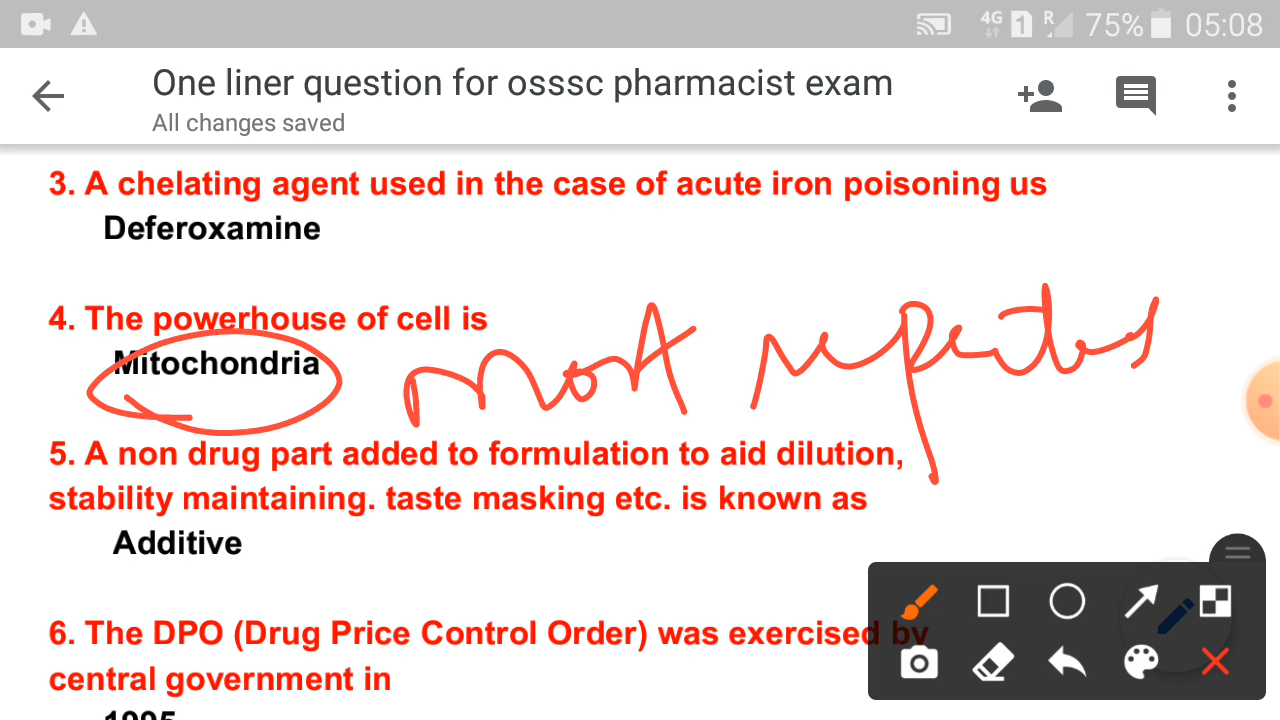 4G 1 R 75% 05:08
One liner question for osssc pharmacist exam
All changes saved
3. A chelating agent used in the case of acute iron poisoning us
Deferoxamine
4. The powerhouse of cell is
Mitochondria
most repeted
5. A non drug part added to formulation to aid dilution,
stability maintaining. taste masking etc. is known as
Additive
6. The DPO (Drug Price Control Order) was exercised by
central government in
1995